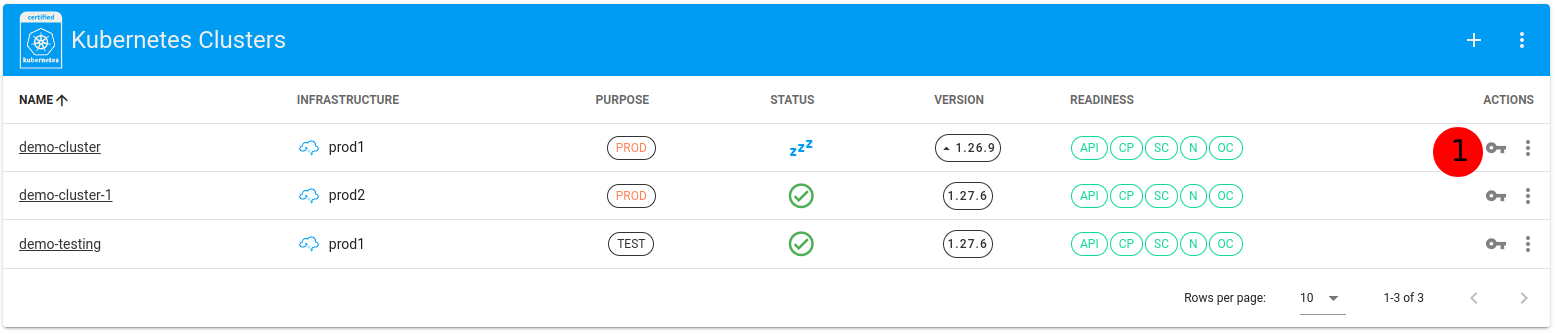 certified
kubernetes
Kubernetes Clusters
NAME INFRASTRUCTURE PURPOSE STATUS VERSION READINESS ACTIONS
demo-cluster prod1 PROD zzz 1.26.9 API CP SC N OC 1
demo-cluster-1 prod2 PROD 1.27.6 API CP SC N OC
demo-testing prod1 TEST 1.27.6 API CP SC N OC
Rows per page: 10 1-3 of 3